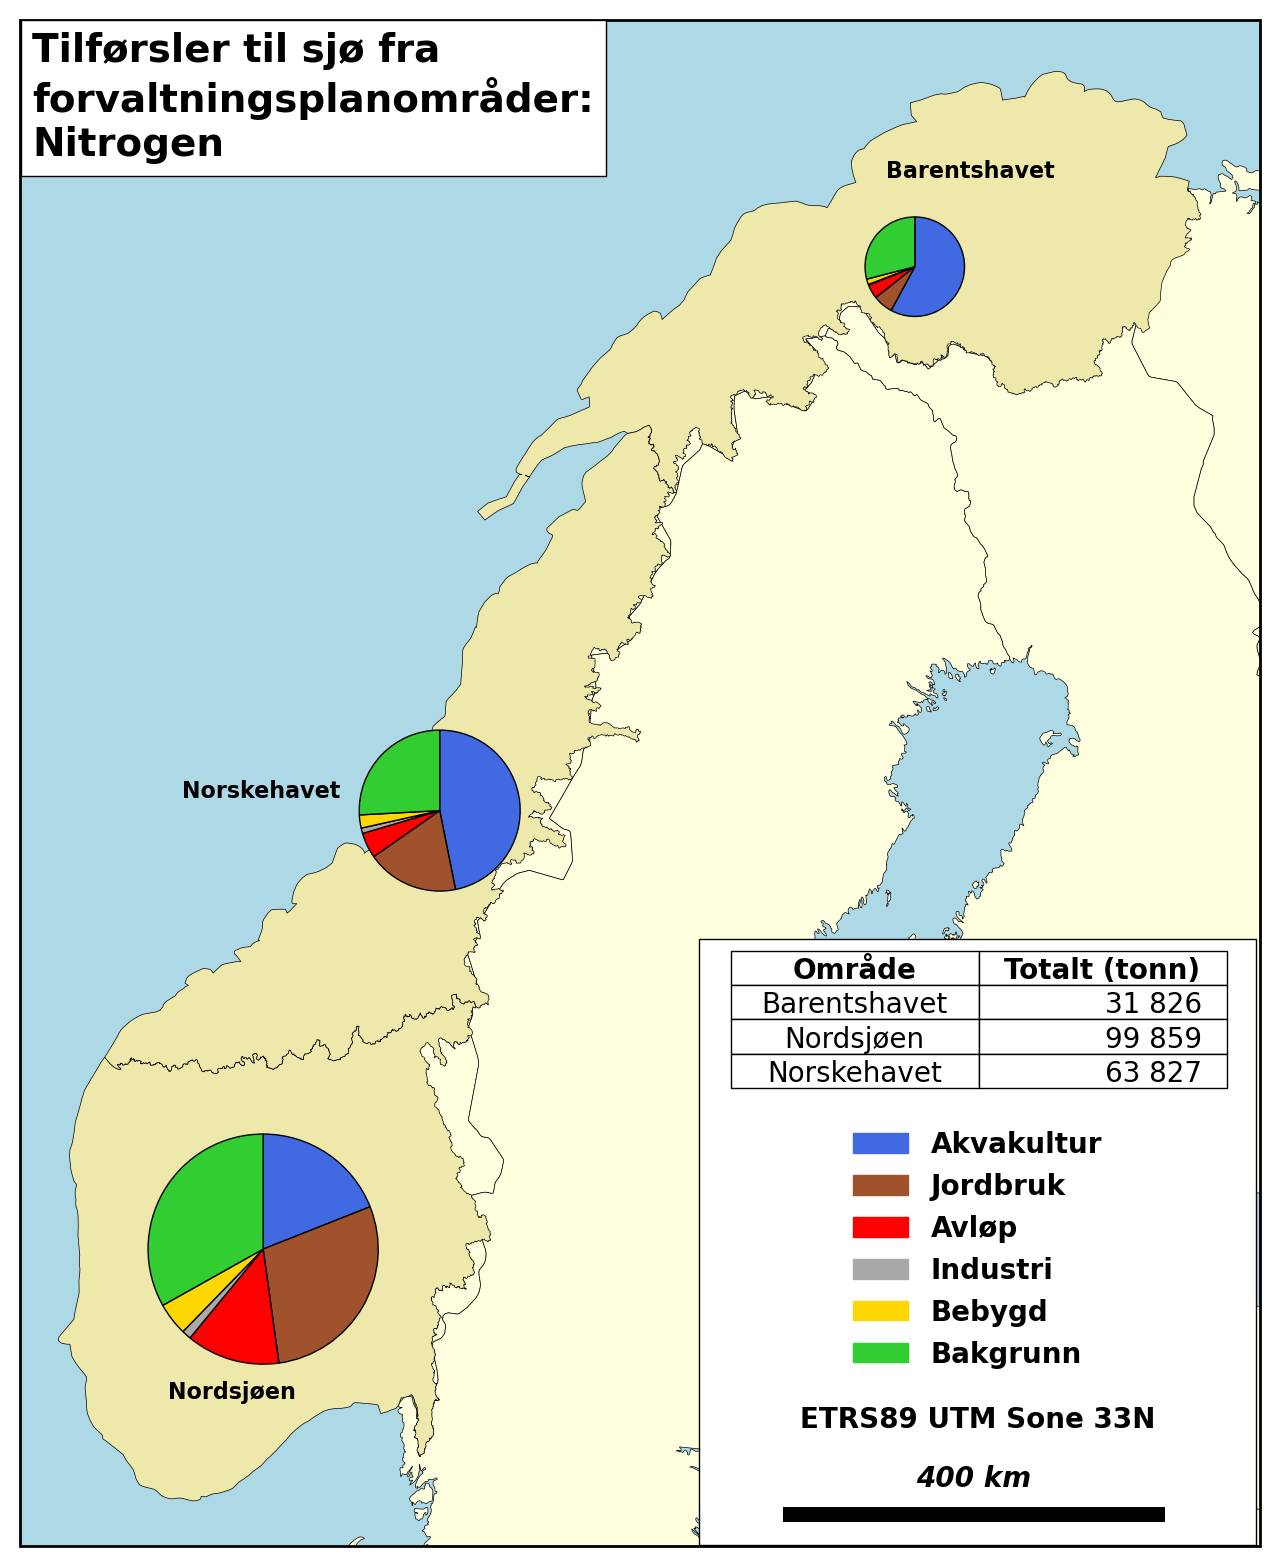 Tilførsler til sjø fra
forvaltningsplanområder:
Nitrogen
Barentshavet
Norskehavet
Nordsjøen
Område Totalt (tonn)
Barentshavet 31 826
Nordsjøen 99 859
Norskehavet 63 827
Akvakultur
Jordbruk
Avløp
Industri
Bebygd
Bakgrunn
ETRS89 UTM Sone 33N
400 km